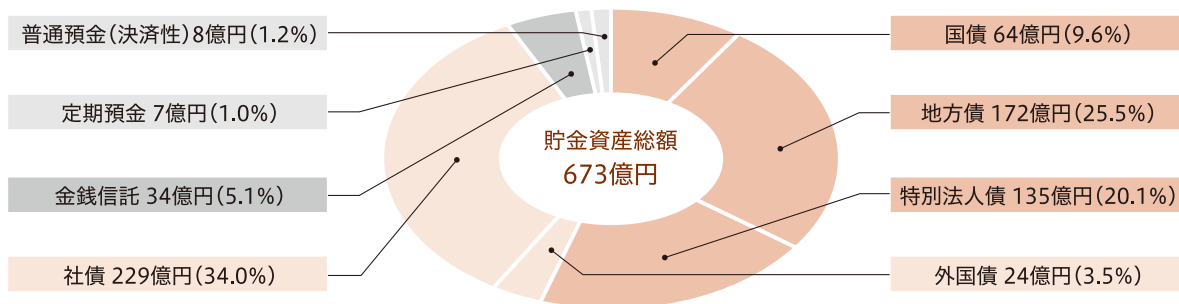 普通預金（決済性）8億円（1.2%）
定期預金 7億円（1.0%）
金銭信託 34億円（5.1%）
社債 229億円（34.0%）
貯金資産総額
673億円
国債 64億円（9.6%）
地方債 172億円（25.5%）
特別法人債 135億円（20.1%）
外国債 24億円（3.5%）